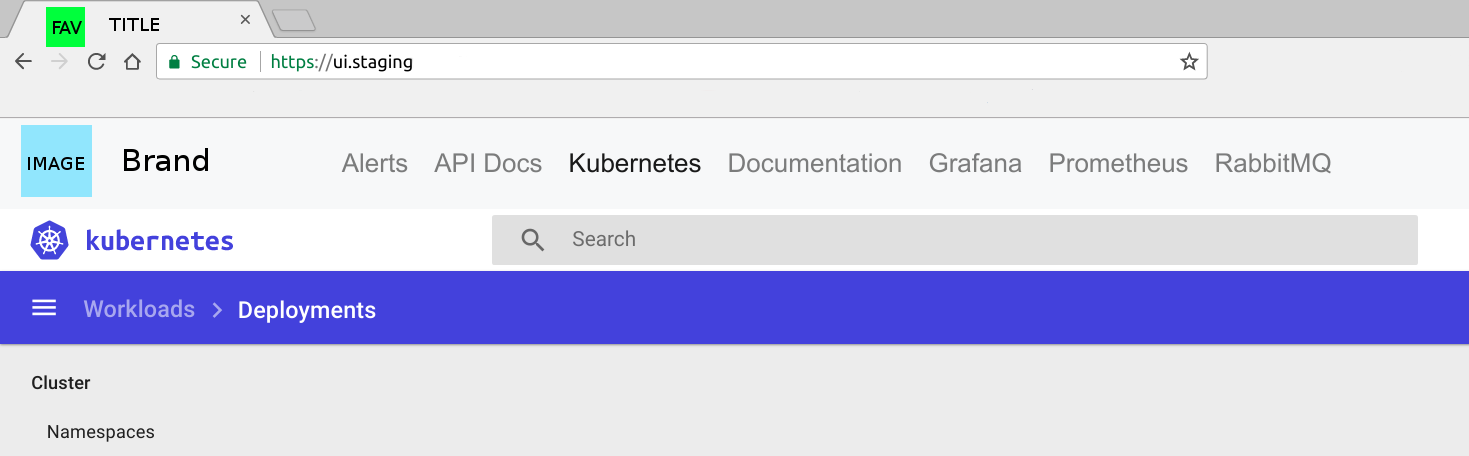 FAV TITLE
Secure https://ui.staging
IMAGE Brand Alerts API Docs Kubernetes Documentation Grafana Prometheus RabbitMQ
kubernetes Search
Workloads > Deployments
Cluster
Namespaces